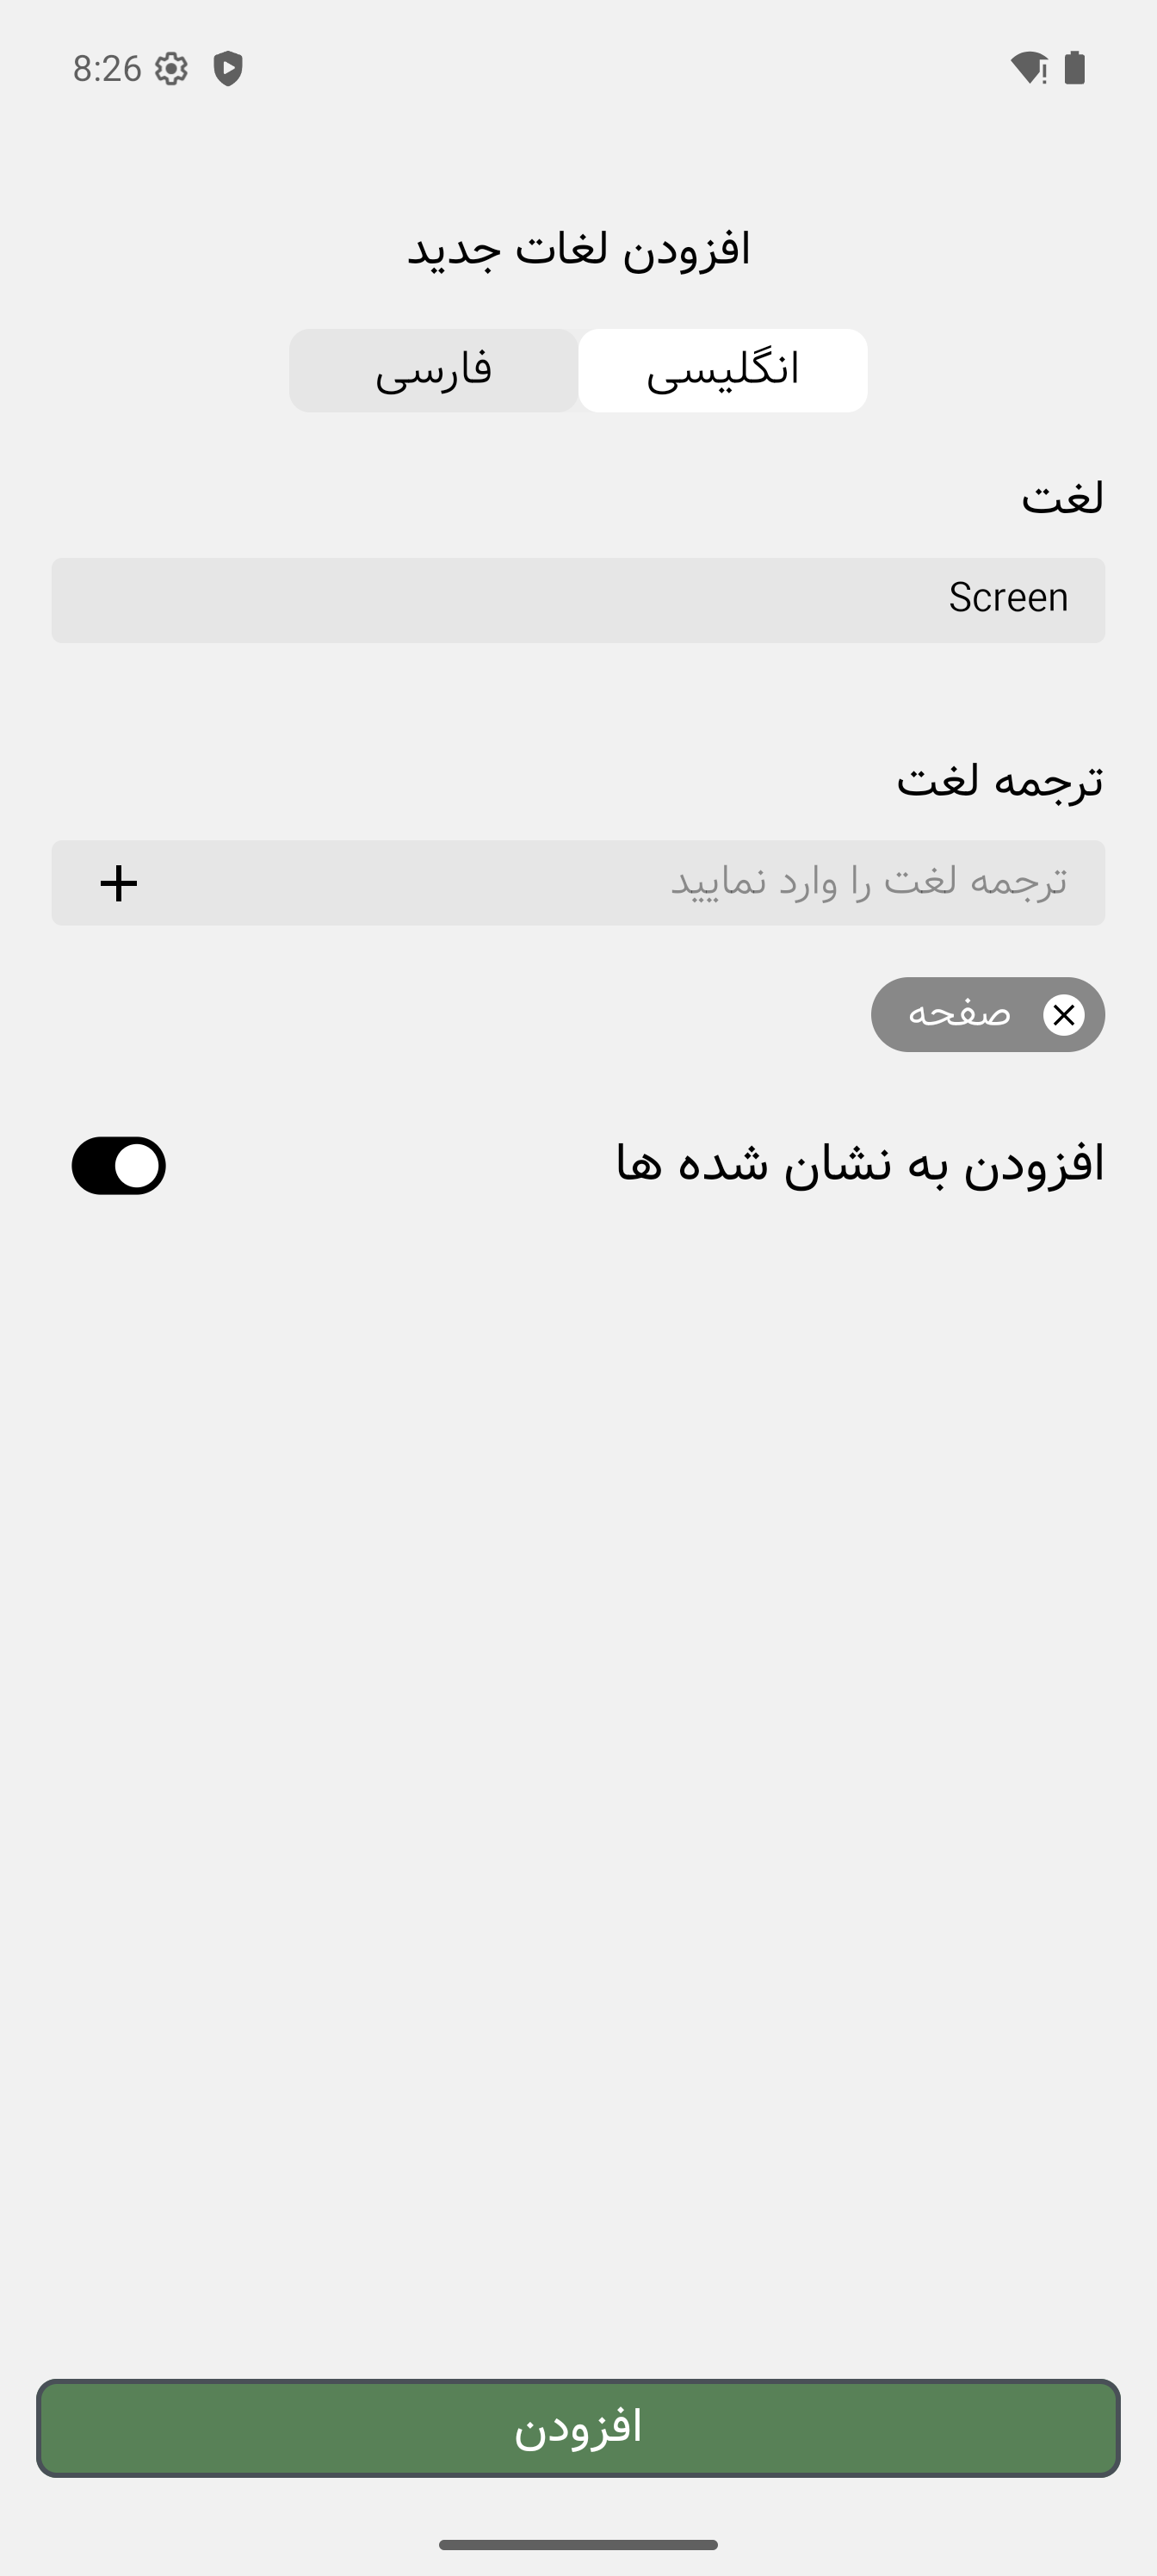 8:26
افزودن لغات جدید
انگلیسی
فارسی
لغت
Screen
ترجمه لغت
ترجمه لغت را وارد نمایید
صفحه
افزودن به نشان شده ها
افزودن